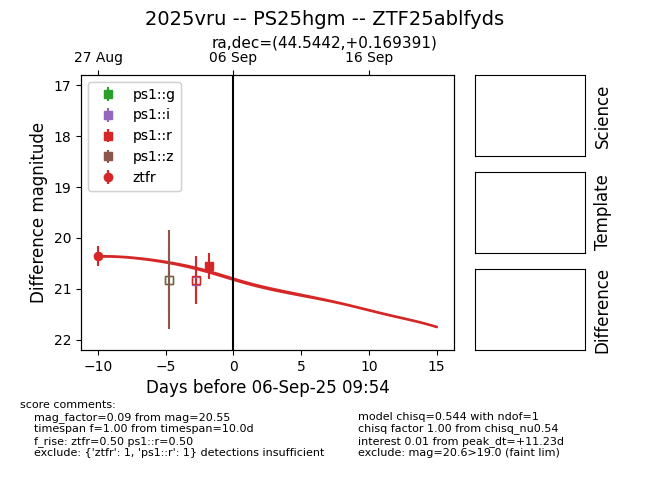 2025vru -- PS25hgm -- ZTF25ablfyds
ra,dec=(44.5442,+0.169391)
27 Aug 06 Sep 16 Sep
ps1::g
ps1::i
ps1::r
ps1::z
ztfr
17
18
19
20
21
22
Difference magnitude
−10 −5 0 5 10 15
Days before 06-Sep-25 09:54
Science
Template
Difference
score comments:
mag_factor=0.09 from mag=20.55
timespan f=1.00 from timespan=10.0d
f_rise: ztfr=0.50 ps1::r=0.50
exclude: {'ztfr': 1, 'ps1::r': 1} detections insufficient
model chisq=0.544 with ndof=1
chisq factor 1.00 from chisq_nu0.54
interest 0.01 from peak_dt=+11.23d
exclude: mag=20.6>19.0 (faint lim)